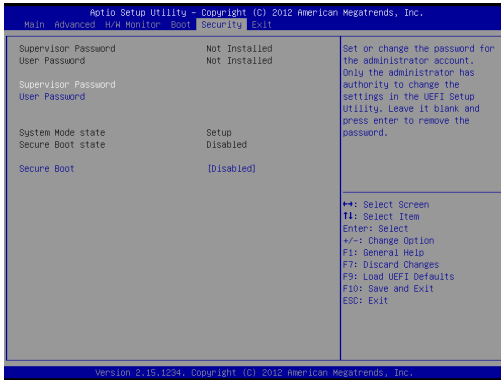 Aptio Setup Utility – Copyright (C) 2012 American Megatrends, Inc.
Main Advanced H/W Monitor Boot Security Exit
Supervisor Password Not Installed
User Password Not Installed
Supervisor Password
User Password
System Mode state Setup
Secure Boot state Disabled
Secure Boot [Disabled]
Set or change the password for
the administrator account.
Only the administrator has
authority to change the
settings in the UEFI Setup
Utility. Leave it blank and
press enter to remove the
password.
↔: Select Screen
↑↓: Select Item
Enter: Select
+/-: Change Option
F1: General Help
F7: Discard Changes
F9: Load UEFI Defaults
F10: Save and Exit
ESC: Exit
Version 2.15.1234. Copyright (C) 2012 American Megatrends, Inc.